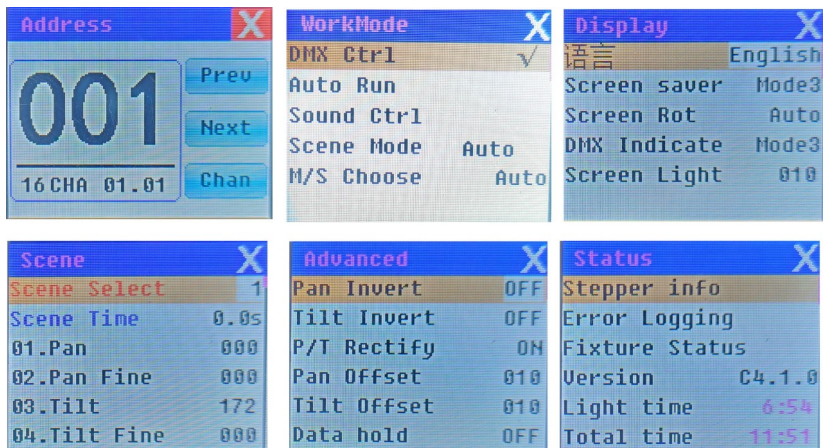 Address X
001
Prev
Next
16CHA 01.01
Chan
WorkMode X
DMX Ctrl √
Auto Run
Sound Ctrl
Scene Mode Auto
M/S Choose Auto
Display X
语言 English
Screen saver Mode3
Screen Rot Auto
DMX Indicate Mode3
Screen Light 010
Scene X
Scene Select 1
Scene Time 0.0s
01.Pan 000
02.Pan Fine 000
03.Tilt 172
04.Tilt Fine 000
Advanced X
Pan Invert OFF
Tilt Invert OFF
P/T Rectify ON
Pan Offset 010
Tilt Offset 010
Data hold OFF
Status X
Stepper info
Error Logging
Fixture Status
Version C4.1.0
Light time 6:54
Total time 11:51